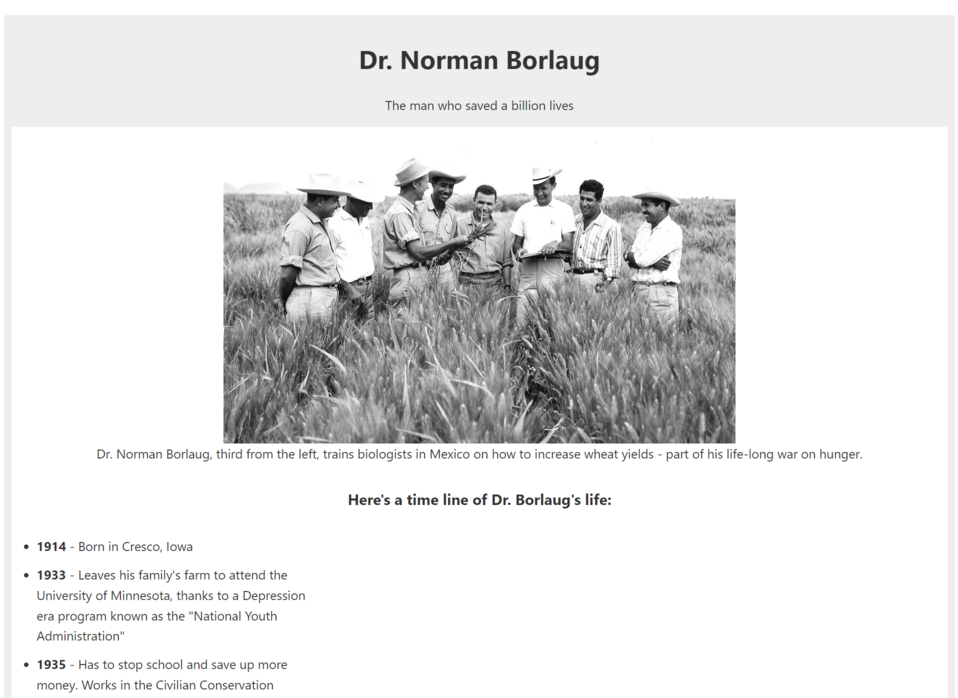 Dr. Norman Borlaug
The man who saved a billion lives
Dr. Norman Borlaug, third from the left, trains biologists in Mexico on how to increase wheat yields - part of his life-long war on hunger.
Here's a time line of Dr. Borlaug's life:
• 1914 - Born in Cresco, Iowa
• 1933 - Leaves his family's farm to attend the
University of Minnesota, thanks to a Depression
era program known as the "National Youth
Administration"
• 1935 - Has to stop school and save up more
money. Works in the Civilian Conservation